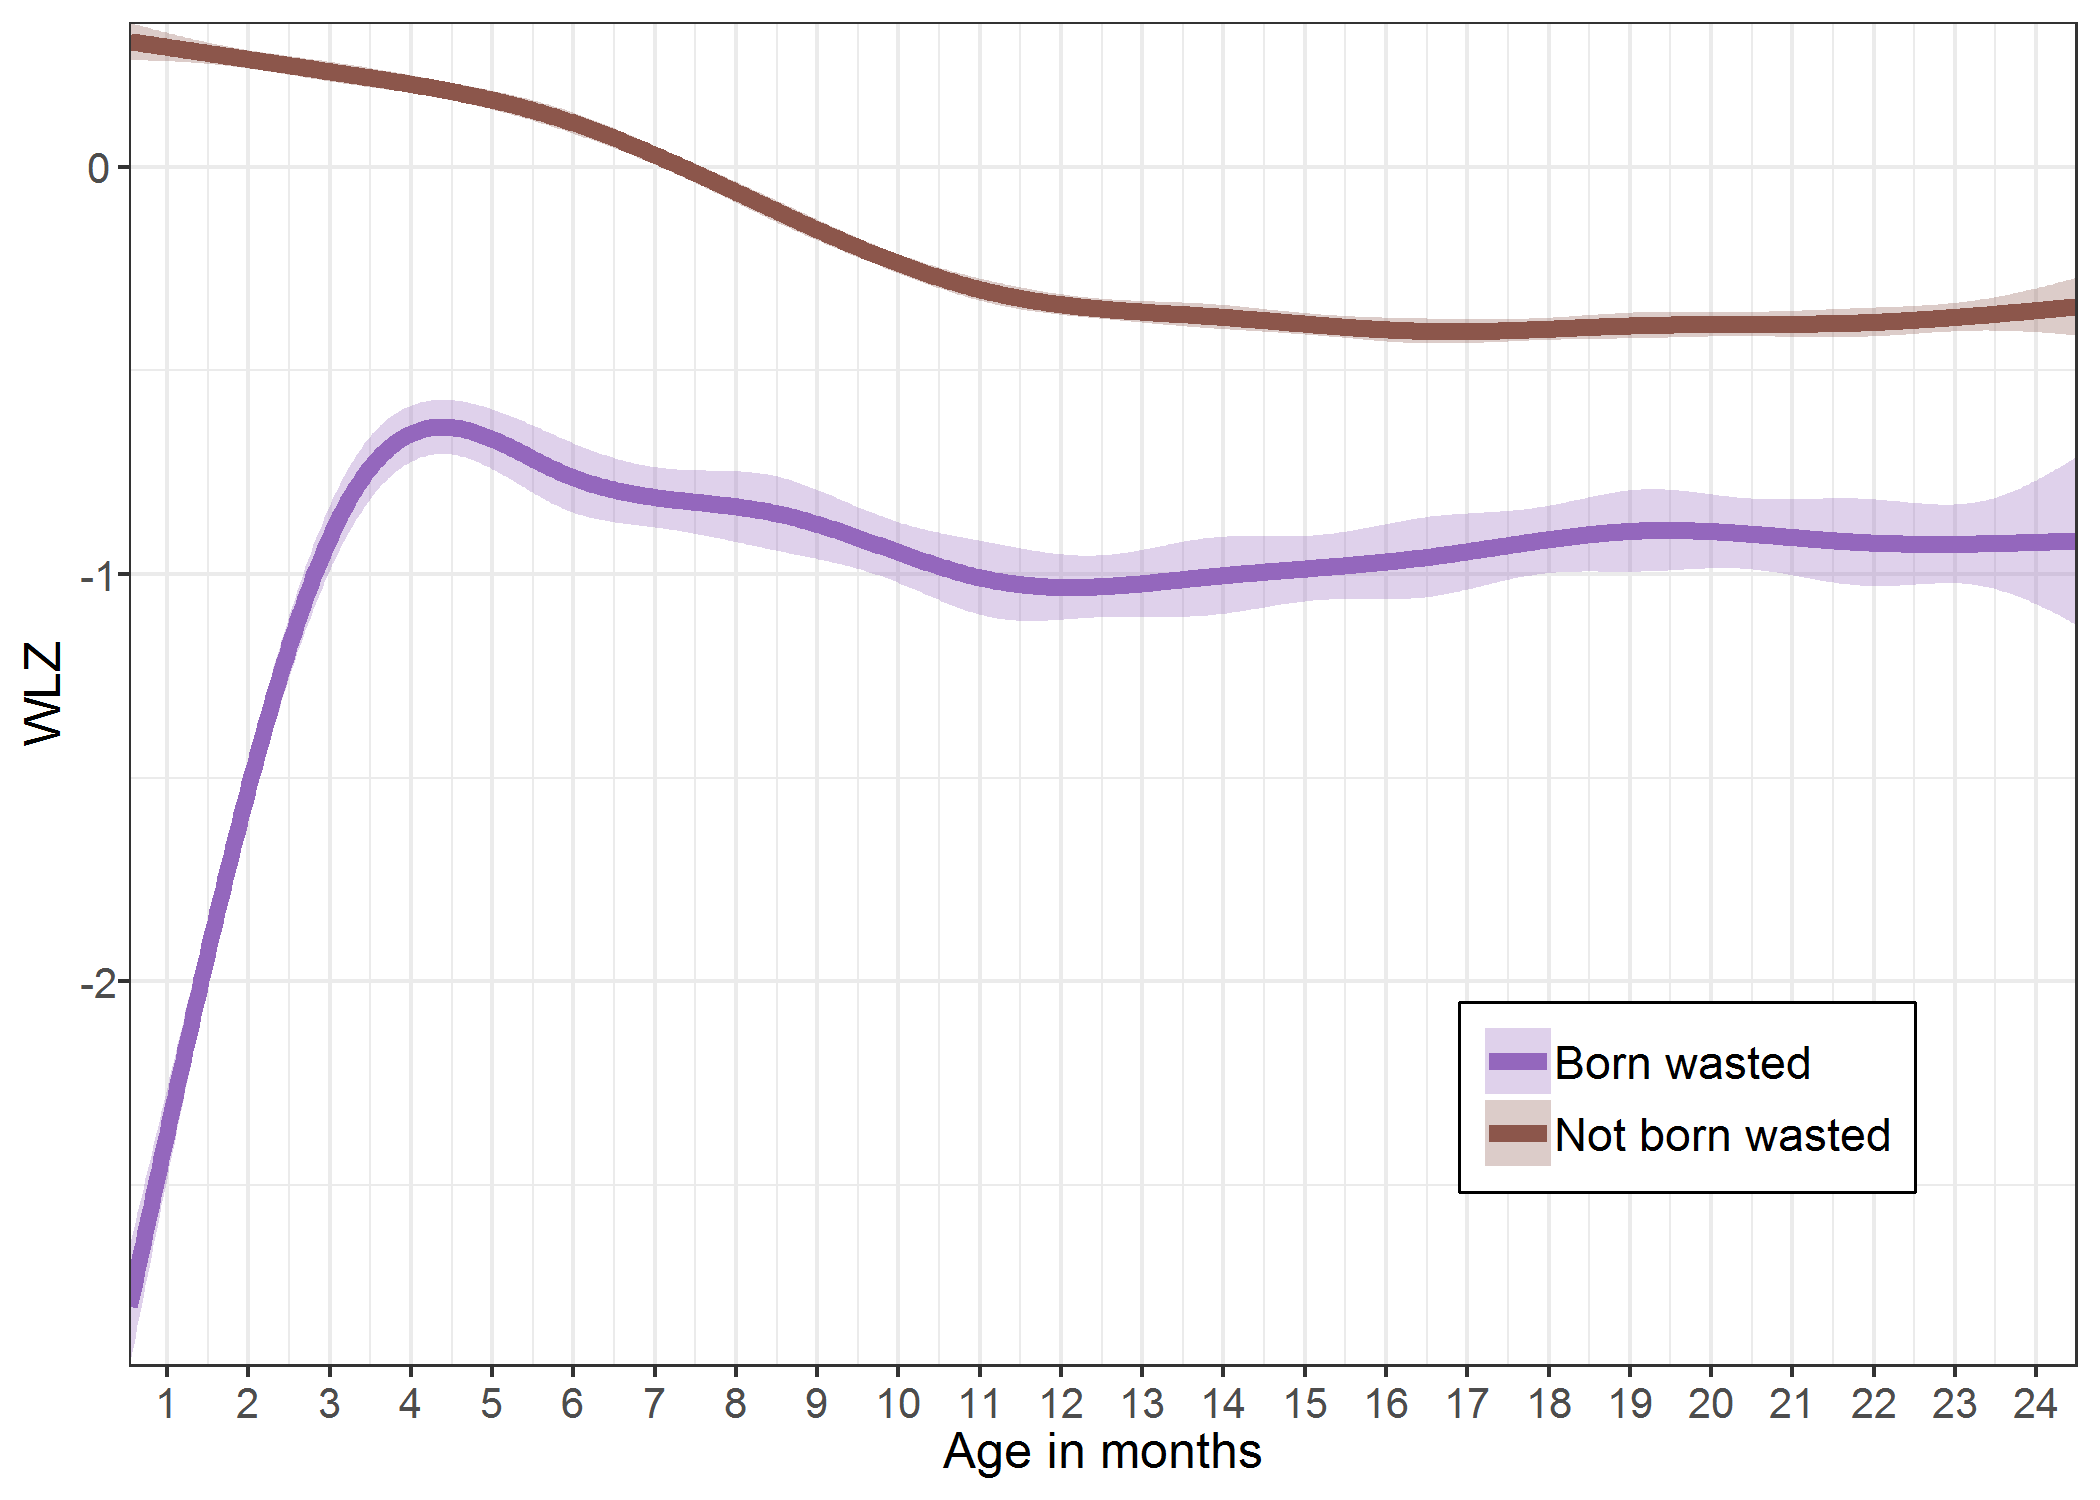 0
-1
-2
WLZ
Born wasted
Not born wasted
1 2 3 4 5 6 7 8 9 10 11 12 13 14 15 16 17 18 19 20 21 22 23 24
Age in months